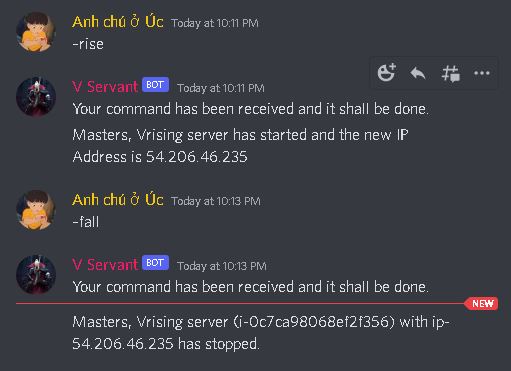 Anh chú ở Úc Today at 10:11 PM
-rise
V Servant BOT Today at 10:11 PM
Your command has been received and it shall be done.
Masters, Vrising server has started and the new IP
Address is 54.206.46.235
Anh chú ở Úc Today at 10:13 PM
-fall
V Servant BOT Today at 10:13 PM
Your command has been received and it shall be done.
NEW
Masters, Vrising server (i-0c7ca98068ef2f356) with ip-
54.206.46.235 has stopped.